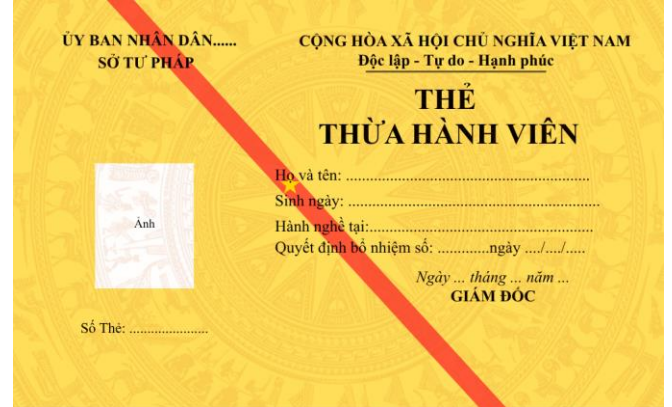 ỦY BAN NHÂN DÂN......
SỞ TƯ PHÁP
CỘNG HÒA XÃ HỘI CHỦ NGHĨA VIỆT NAM
Độc lập - Tự do - Hạnh phúc
THẺ
THỪA HÀNH VIÊN
Ảnh
Số Thẻ: ......................
Họ và tên: ................................................................
Sinh ngày: ..................................................................
Hành nghề tại:...........................................................
Quyết định bổ nhiệm số: .............ngày ..../..../.....
Ngày ... tháng ... năm ...
GIÁM ĐỐC